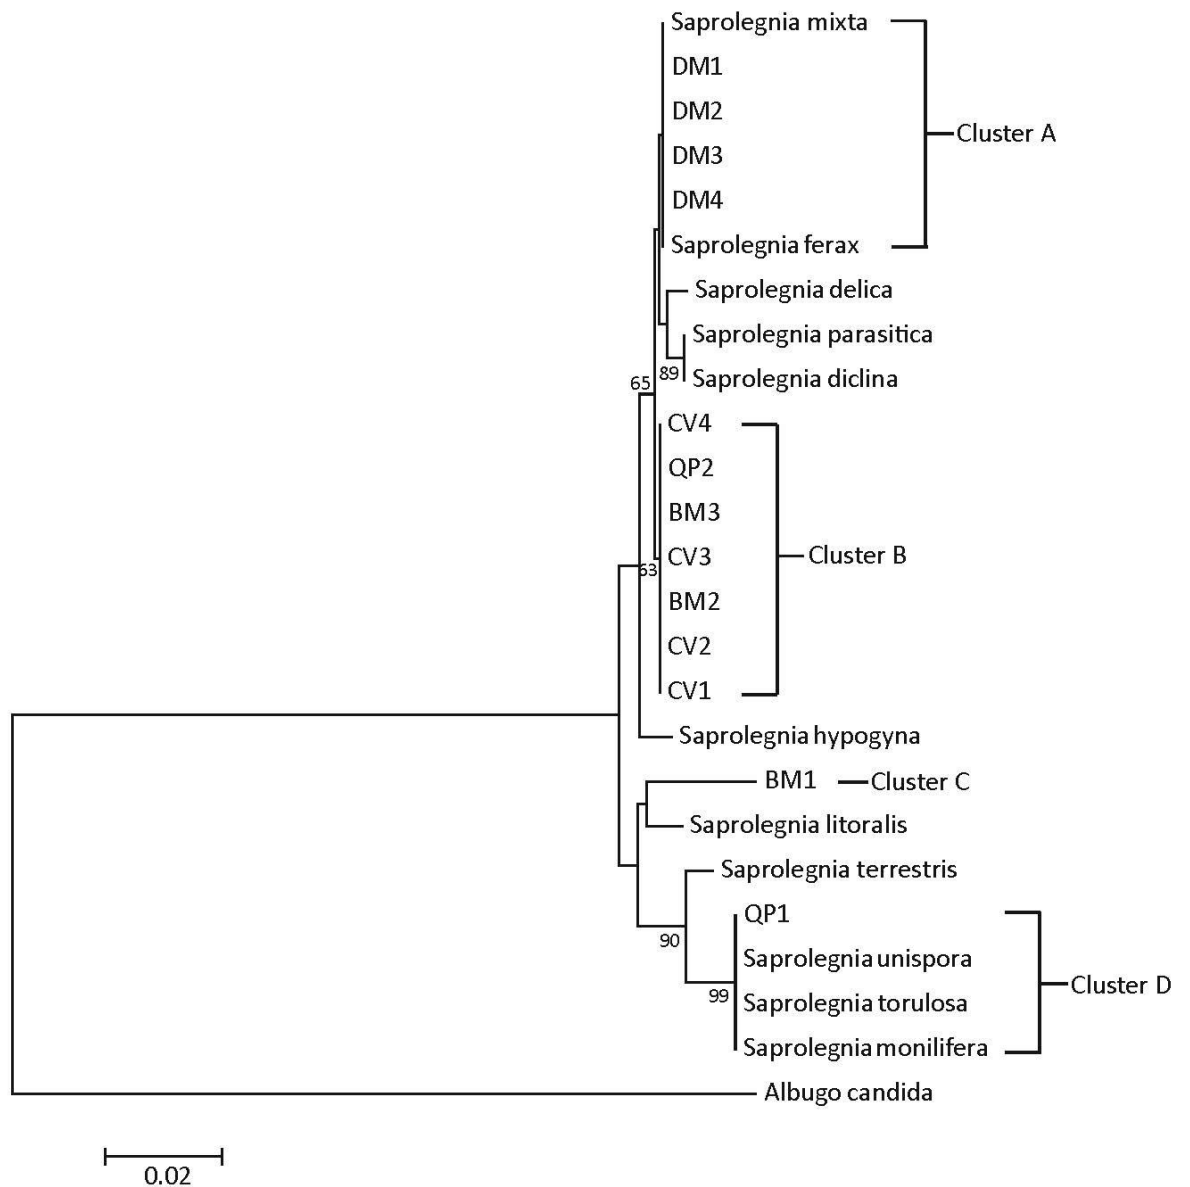 Saprolegnia mixta
DM1
DM2
Cluster A
DM3
DM4
Saprolegnia ferax
Saprolegnia delica
Saprolegnia parasitica
89
Saprolegnia diclina
65
CV4
QP2
BM3
CV3
Cluster B
63
BM2
CV2
CV1
Saprolegnia hypogyna
BM1
Cluster C
Saprolegnia litoralis
Saprolegnia terrestris
QP1
90
Saprolegnia unispora
Cluster D
99
Saprolegnia torulosa
Saprolegnia monilifera
Albugo candida
0.02